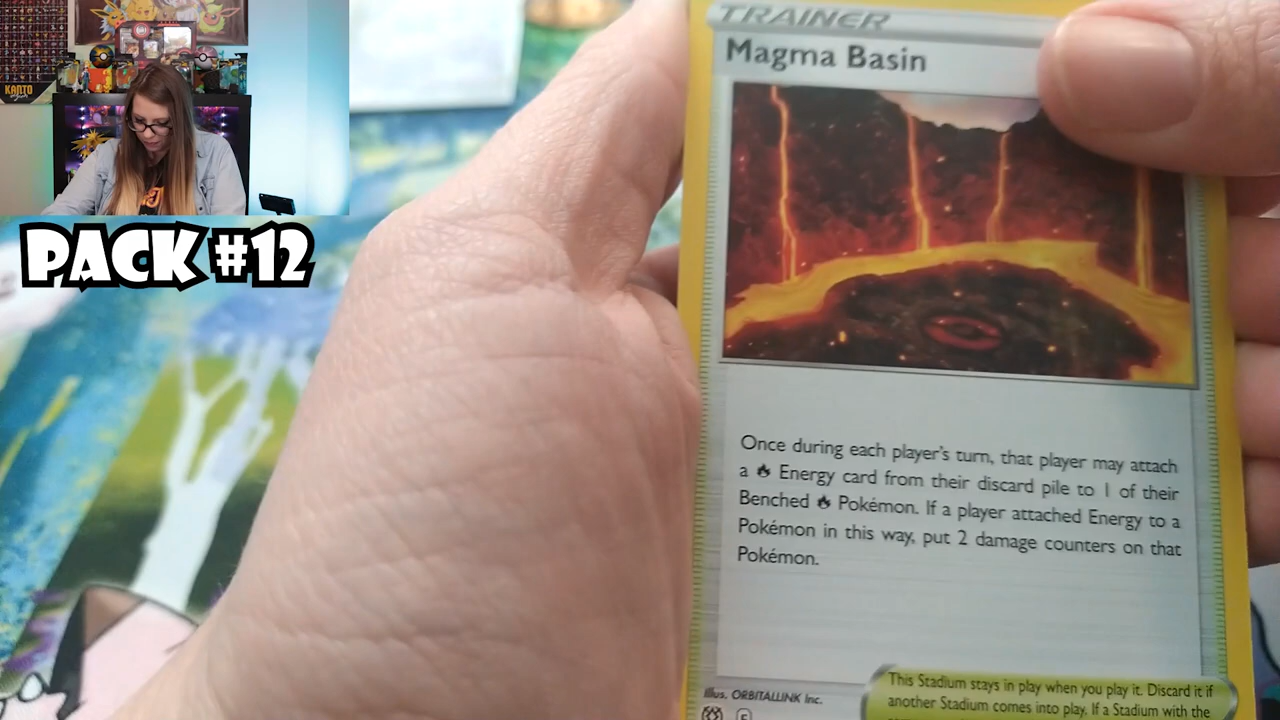 KANTO
PACK #12
TRAINER
Magma Basin
Once during each player's turn, that player may attach
a Energy card from their discard pile to 1 of their
Benched Pokémon. If a player attached Energy to a
Pokémon in this way, put 2 damage counters on that
Pokémon.
Illus. ORBITALLINK Inc.
This Stadium stays in play when you play it. Discard it if
another Stadium comes into play. If a Stadium with the